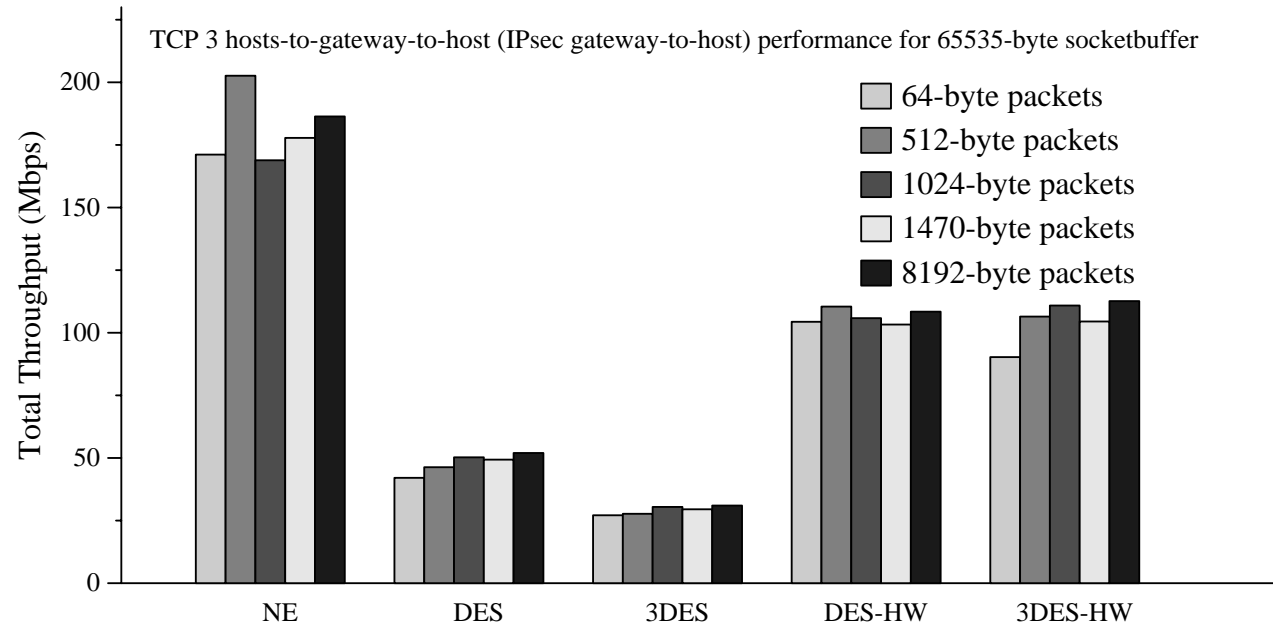 TCP 3 hosts-to-gateway-to-host (IPsec gateway-to-host) performance for 65535-byte socketbuffer
64-byte packets
512-byte packets
1024-byte packets
1470-byte packets
8192-byte packets
Total Throughput (Mbps)
200
150
100
50
0
NE
DES
3DES
DES-HW
3DES-HW